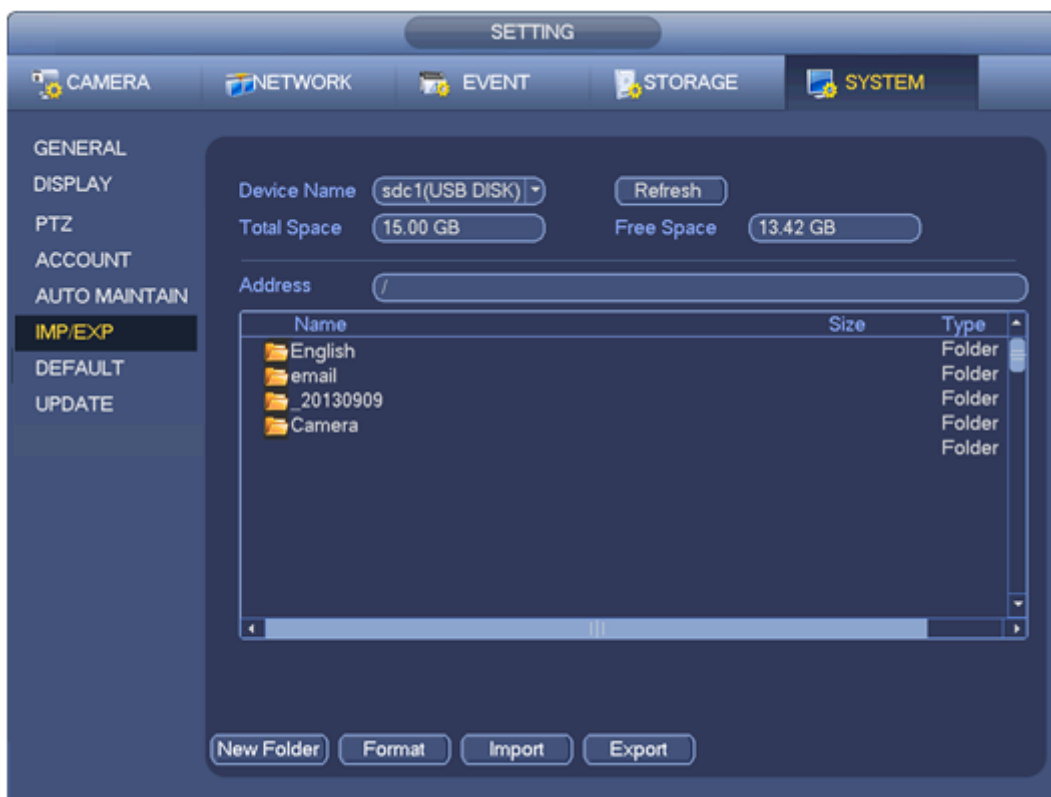 SETTING
CAMERA NETWORK EVENT STORAGE SYSTEM
GENERAL
DISPLAY
PTZ
ACCOUNT
AUTO MAINTAIN
IMP/EXP
DEFAULT
UPDATE
Device Name sdc1(USB DISK) Refresh
Total Space 15.00 GB Free Space 13.42 GB
Address /
Name Size Type
English Folder
email Folder
_20130909 Folder
Camera Folder
Folder
New Folder Format Import Export